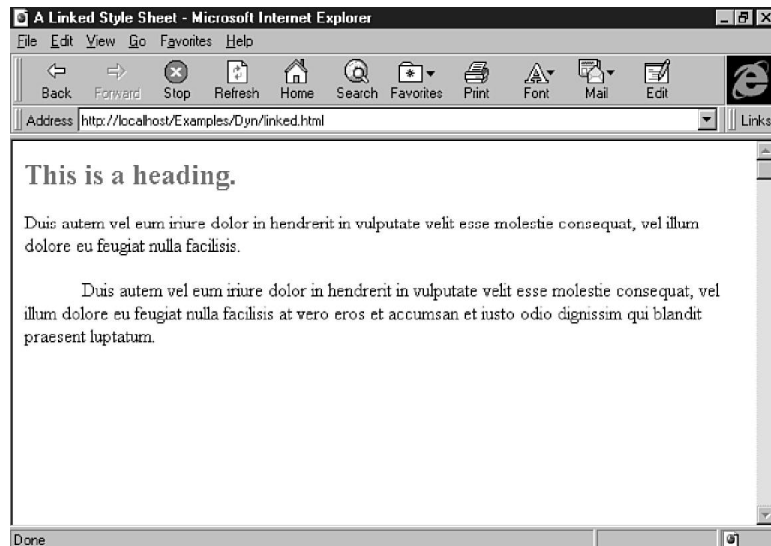 A Linked Style Sheet - Microsoft Internet Explorer
File Edit View Go Favorites Help
Back Forward Stop Refresh Home Search Favorites Print Font Mail Edit
Address http://localhost/Examples/Dyn/linked.html Links
This is a heading.
Duis autem vel eum iriure dolor in hendrerit in vulputate velit esse molestie consequat, vel illum
dolore eu feugiat nulla facilisis.
Duis autem vel eum iriure dolor in hendrerit in vulputate velit esse molestie consequat, vel
illum dolore eu feugiat nulla facilisis at vero eros et accumsan et iusto odio dignissim qui blandit
praesent luptatum.
Done